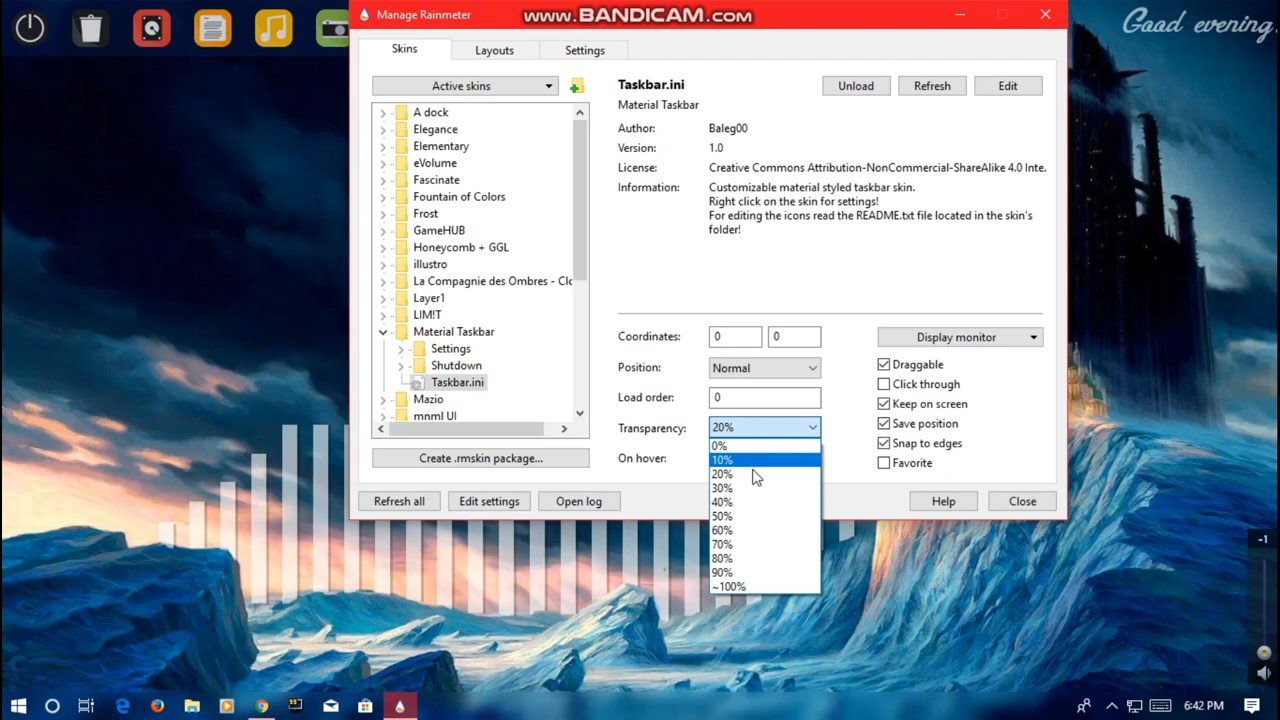 Manage Rainmeter
www.BANDICAM.com
Good evening.
Skins
Layouts
Settings
Active skins
A dock
Elegance
Elementary
eVolume
Fascinate
Fountain of Colors
Frost
GameHUB
Honeycomb + GGL
illustro
La Compagnie des Ombres - Clo
Layer1
LIM!T
Material Taskbar
Settings
Shutdown
Taskbar.ini
Mazio
mnml UI
Create .rmskin package...
Refresh all
Edit settings
Open log
Taskbar.ini
Unload
Refresh
Edit
Material Taskbar
Author: Baleg00
Version: 1.0
License: Creative Commons Attribution-NonCommercial-ShareAlike 4.0 Inte.
Information: Customizable material styled taskbar skin.
Right click on the skin for settings!
For editing the icons read the README.txt file located in the skin's
folder!
Coordinates: 0 0
Display monitor
Position: Normal
Draggable
Click through
Load order: 0
Keep on screen
Save position
Transparency: 20%
Snap to edges
On hover:
Favorite
0%
10%
20%
30%
40%
50%
60%
70%
80%
90%
~100%
Help
Close
-1
6:42 PM